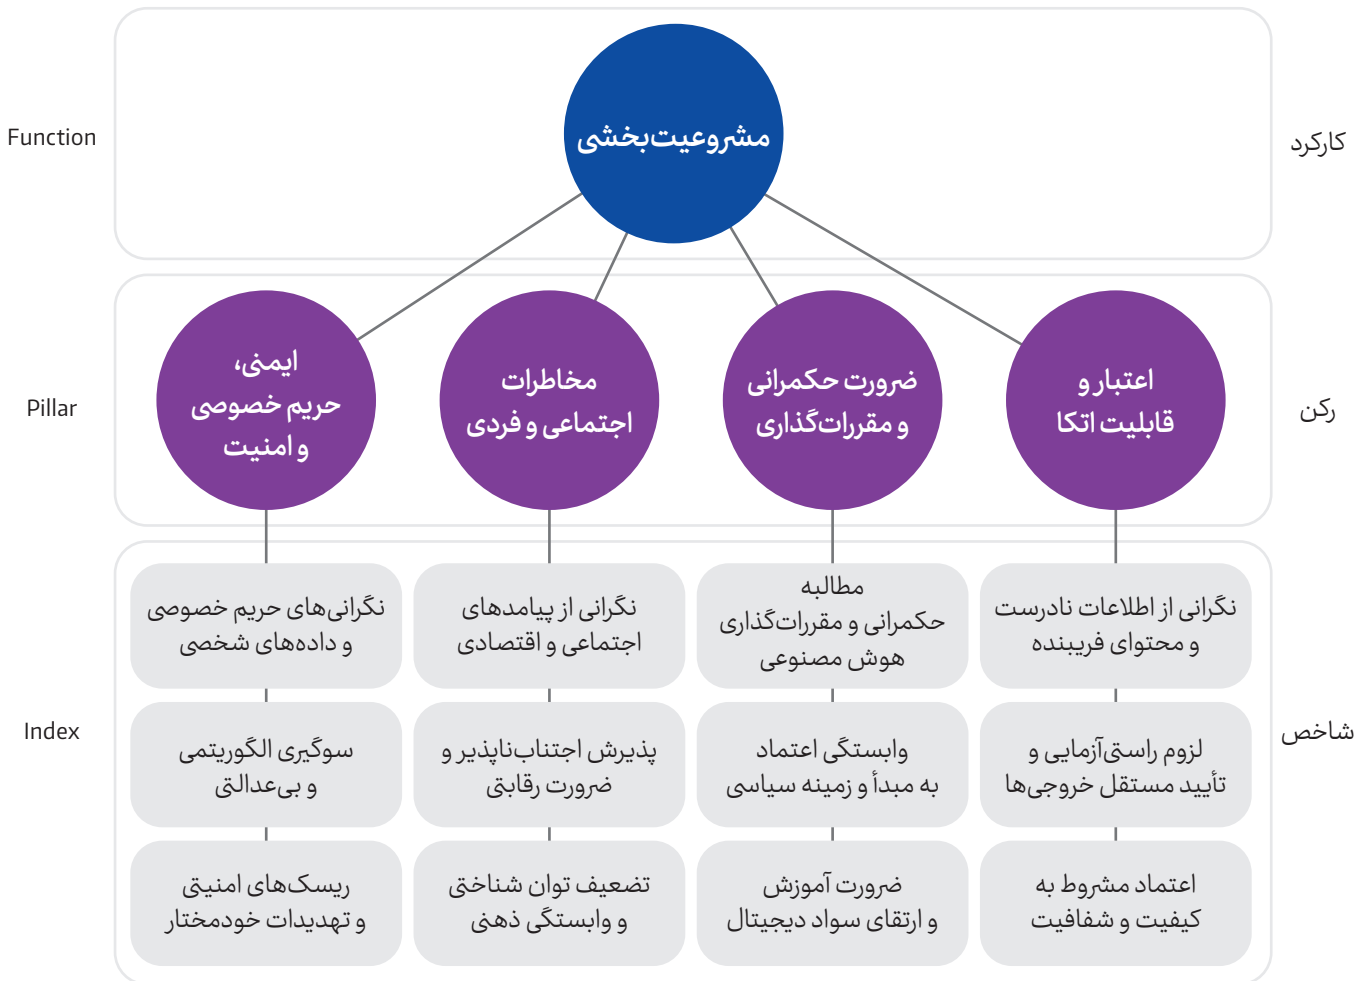 Function
مشروعیت‌بخشی
کارکرد
Pillar
اعتبار و
قابلیت اتکا
ضرورت حکمرانی
و مقررات‌گذاری
مخاطرات
اجتماعی و فردی
ایمنی،
حریم خصوصی
و امنیت
رکن
Index
شاخص
نگرانی از اطلاعات نادرست
و محتوای فریبنده
مطالبه
حکمرانی و مقررات‌گذاری
هوش مصنوعی
نگرانی از پیامدهای
اجتماعی و اقتصادی
نگرانی‌های حریم خصوصی
و داده‌های شخصی
لزوم راستی‌آزمایی و
تأیید مستقل خروجی‌ها
وابستگی اعتماد
به مبدأ و زمینه سیاسی
پذیرش اجتناب‌ناپذیر و
ضرورت رقابتی
سوگیری الگوریتمی
و بی‌عدالتی
اعتماد مشروط به
کیفیت و شفافیت
ضرورت آموزش
و ارتقای سواد دیجیتال
تضعیف توان شناختی
و وابستگی ذهنی
ریسک‌های امنیتی
و تهدیدات خودمختار